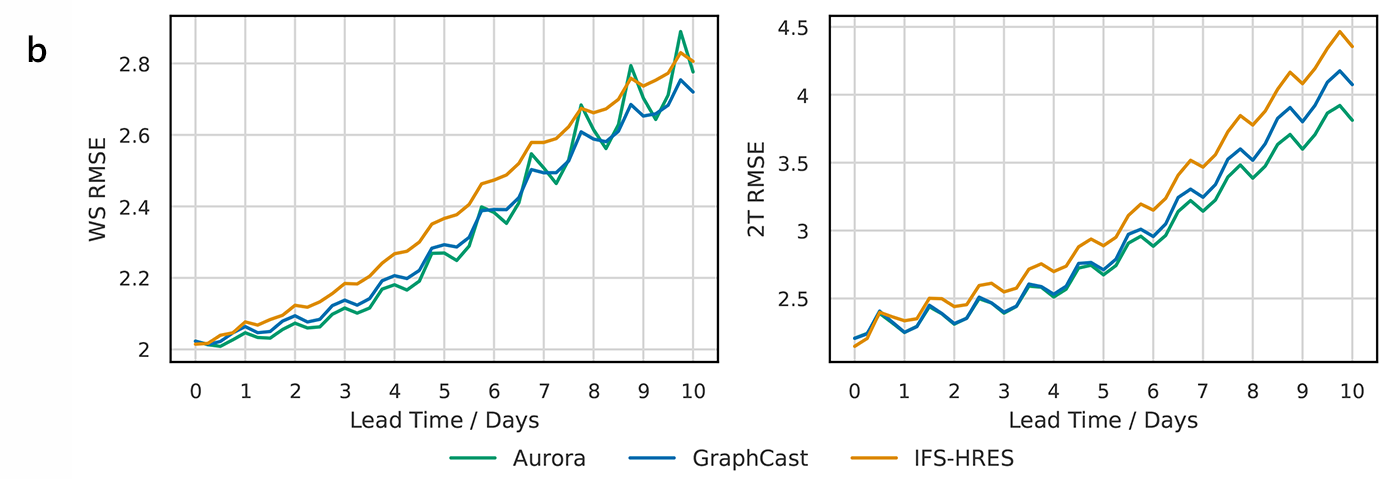 b
WS RMSE
2.8
2.6
2.4
2.2
2
0 1 2 3 4 5 6 7 8 9 10
Lead Time / Days
2T RMSE
4.5
4
3.5
3
2.5
0 1 2 3 4 5 6 7 8 9 10
Lead Time / Days
Aurora GraphCast IFS-HRES